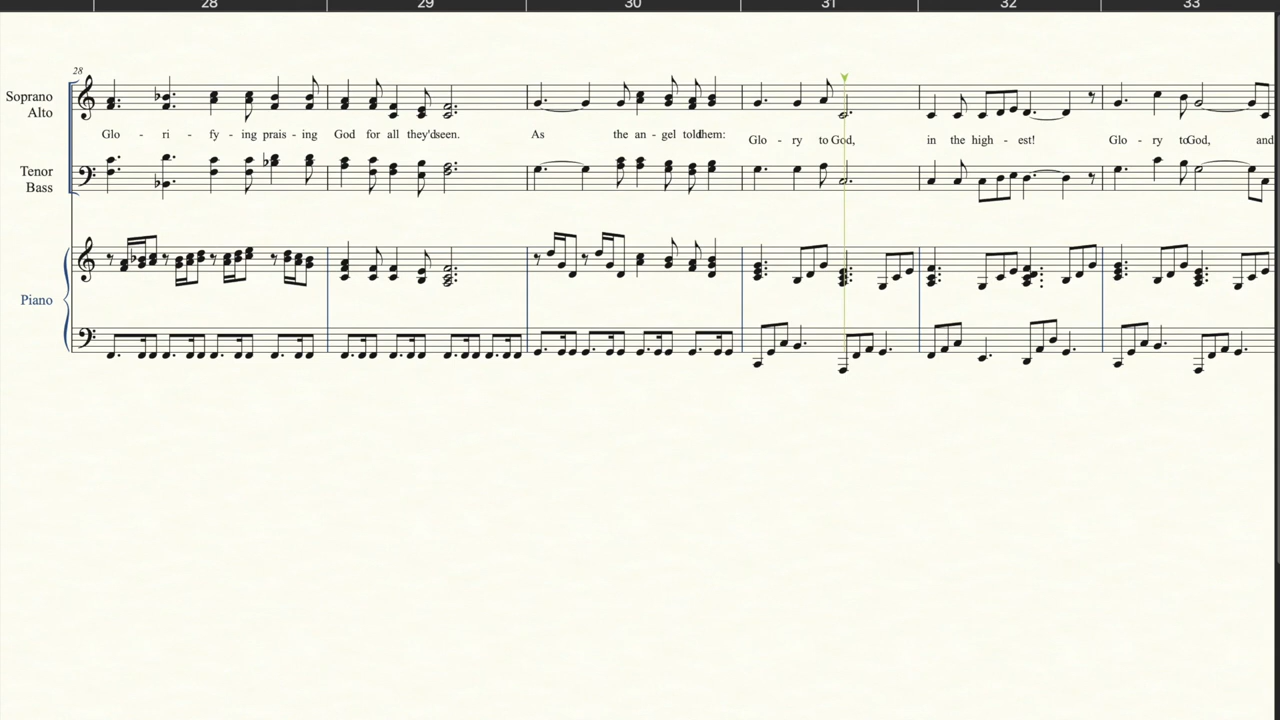 28 29 30 31 32 33
28
Soprano
Alto
Glo - ri - fy - ing prais - ing God for all they'd seen. As the an - gel told them: Glo - ry to God, in the high - est! Glo - ry to God, and
Tenor
Bass
Piano